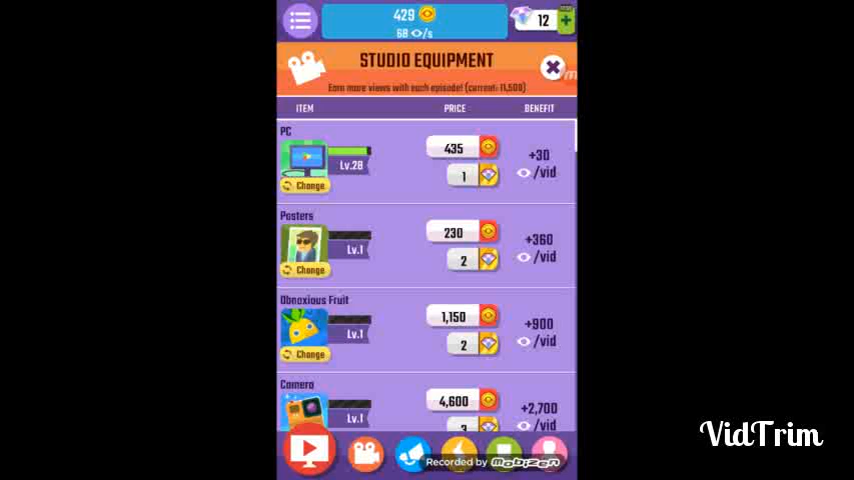 429
12
68 /s
STUDIO EQUIPMENT
Earn more views with each episode! (current: 11,500)
ITEM PRICE BENEFIT
PC
435
+30
Lv.28
1
/vid
Change
Posters
230
+360
Lv.1
2
/vid
Change
Obnoxious Fruit
1,150
+900
Lv.1
2
/vid
Change
Camera
4,600
+2,700
Lv.1
3
/vid
Recorded by mobizen
VidTrim